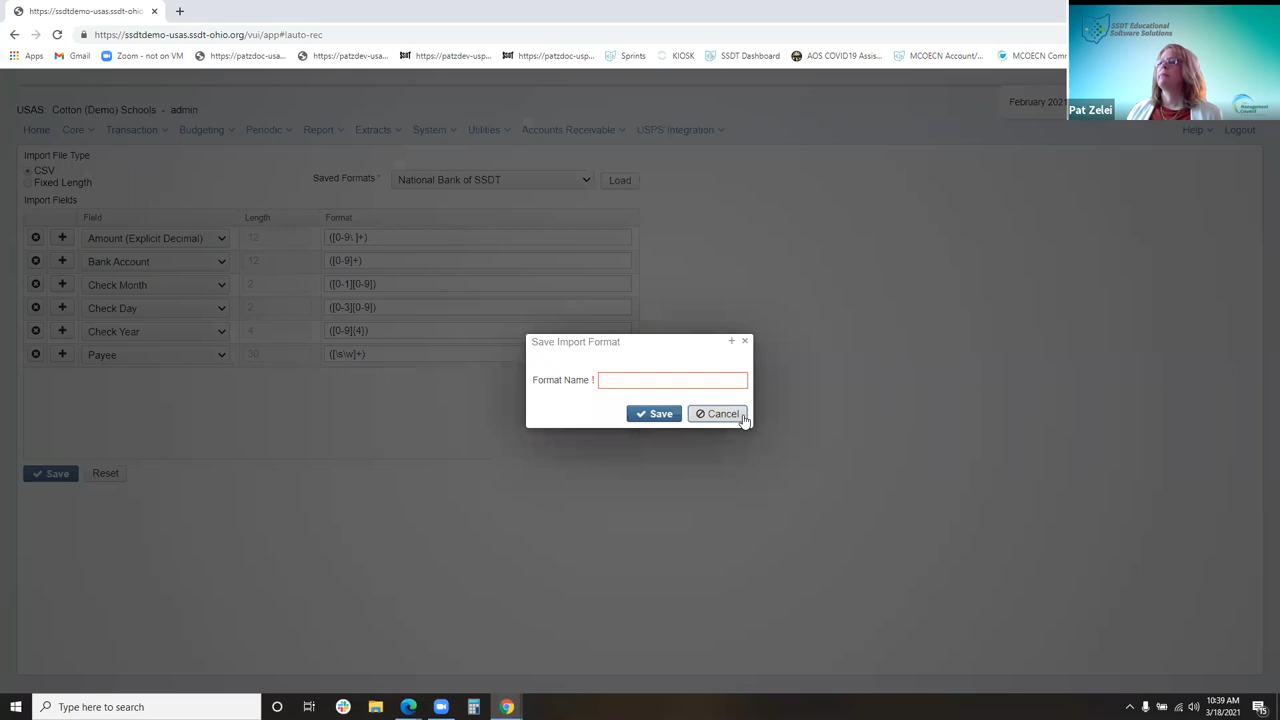 https://ssdtdemo-usas.ssdt-ohio
https://ssdtdemo-usas.ssdt-ohio.org/vui/app#!auto-rec
Apps Gmail Zoom - not on VM https://patzdoc-usa... https://patzdev-usa... https://patzdev-usp... https://patzdoc-usp... Sprints KIOSK SSDT Dashboard AOS COVID19 Assis... MCOECN Account/... MCOECN Com
SSDT Educational
Software Solutions
Management
Council
Pat Zelei
February 2021
USAS: Cotton (Demo) Schools - admin
Home Core Transaction Budgeting Periodic Report Extracts System Utilities Accounts Receivable USPS Integration Help Logout
Import File Type
CSV
Fixed Length
Saved Formats * National Bank of SSDT Load
Import Fields
Field Length Format
Amount (Explicit Decimal) 12 ([0-9\.]+)
Bank Account 12 ([0-9]+)
Check Month 2 ([0-1][0-9])
Check Day 2 ([0-3][0-9])
Check Year 4 ([0-9]{4})
Payee 30 ([\s\w]+)
Save Import Format
Format Name !
Save Cancel
Save Reset
Type here to search
10:39 AM
3/18/2021
15